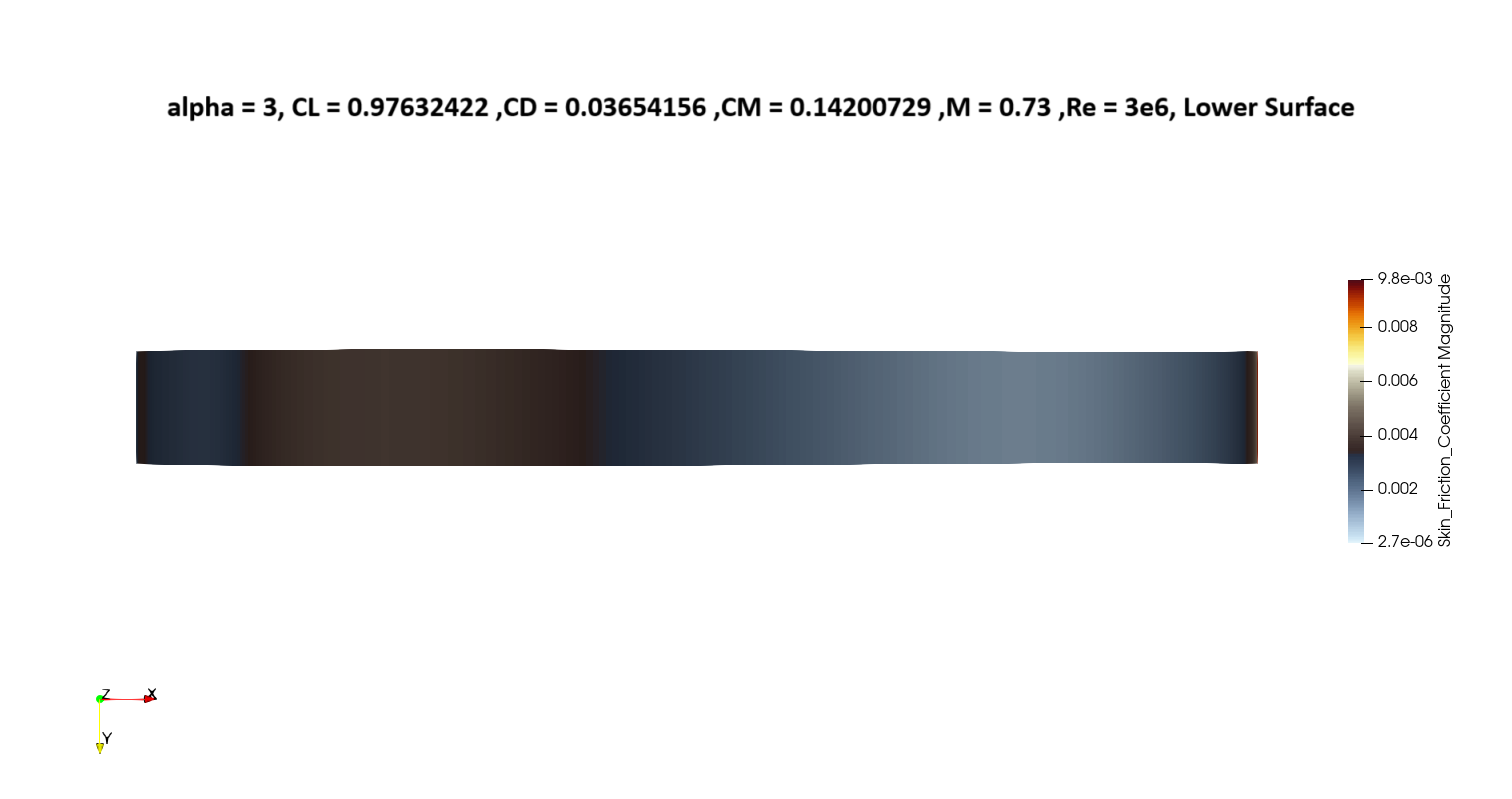 alpha = 3, CL = 0.97632422 ,CD = 0.03654156 ,CM = 0.14200729 ,M = 0.73 ,Re = 3e6, Lower Surface
9.8e-03
0.008
0.006
0.004
0.002
2.7e-06
Skin_Friction_Coefficient Magnitude
Z
X
Y